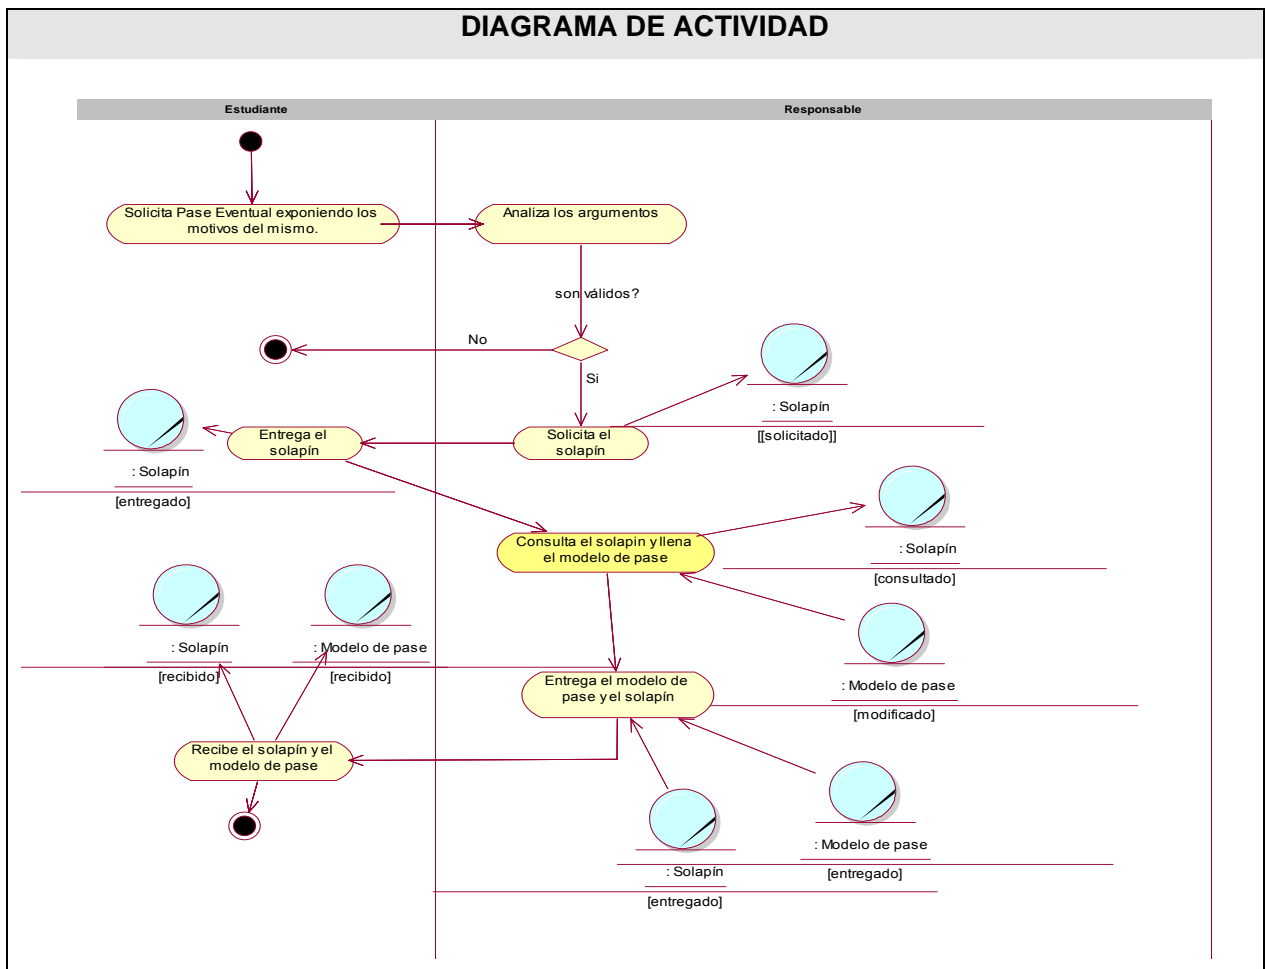 DIAGRAMA DE ACTIVIDAD
Estudiante
Responsable
Solicita Pase Eventual exponiendo los
motivos del mismo.
Analiza los argumentos
son válidos?
No
Si
: Solapín
[[solicitado]]
Solicita el
solapín
Entrega el
solapín
: Solapín
[entregado]
Consulta el solapin y llena
el modelo de pase
: Solapín
[consultado]
: Modelo de pase
[modificado]
: Solapín
[recibido]
: Modelo de pase
[recibido]
Entrega el modelo de
pase y el solapín
Recibe el solapín y el
modelo de pase
: Modelo de pase
[entregado]
: Solapín
[entregado]